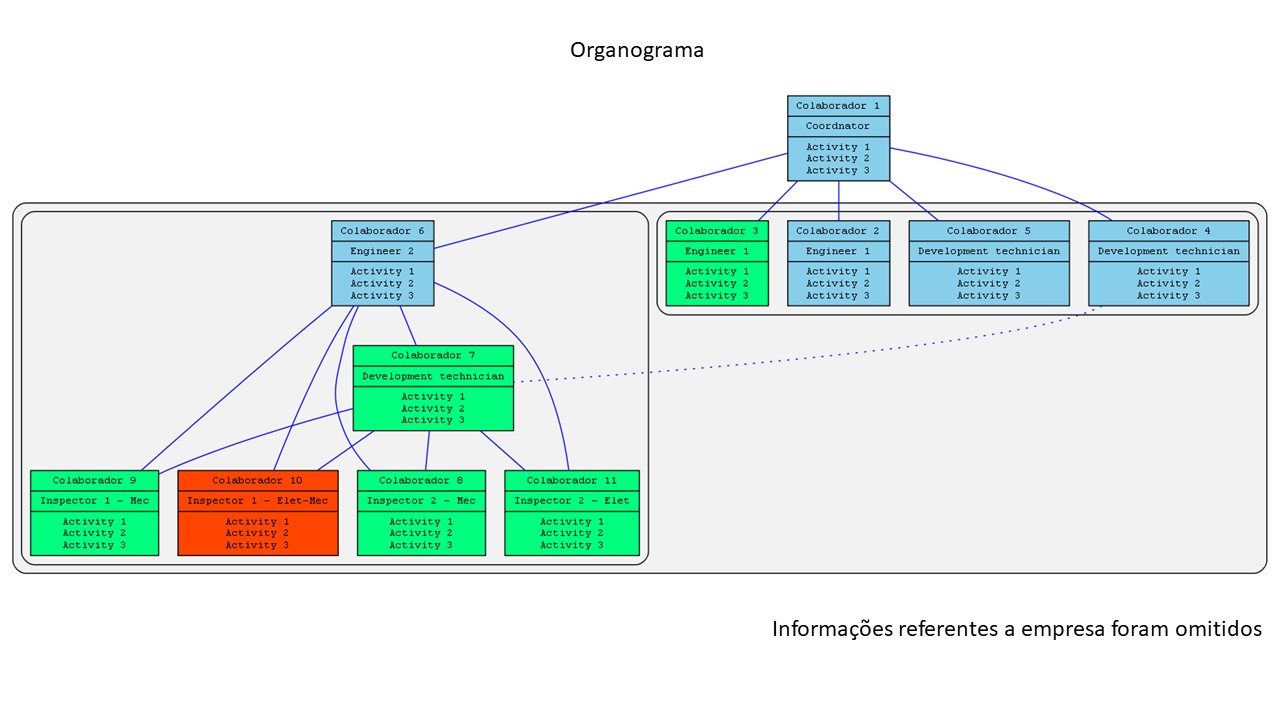 Organograma
Colaborador 1
Coordnator
Activity 1
Activity 2
Activity 3
Colaborador 6
Engineer 2
Activity 1
Activity 2
Activity 3
Colaborador 3
Engineer 1
Activity 1
Activity 2
Activity 3
Colaborador 2
Engineer 1
Activity 1
Activity 2
Activity 3
Colaborador 5
Development technician
Activity 1
Activity 2
Activity 3
Colaborador 4
Development technician
Activity 1
Activity 2
Activity 3
Colaborador 7
Development technician
Activity 1
Activity 2
Activity 3
Colaborador 9
Inspector 1 - Mec
Activity 1
Activity 2
Activity 3
Colaborador 10
Inspector 1 - Elet-Mec
Activity 1
Activity 2
Activity 3
Colaborador 8
Inspector 2 - Mec
Activity 1
Activity 2
Activity 3
Colaborador 11
Inspector 2 - Elet
Activity 1
Activity 2
Activity 3
Informações referentes a empresa foram omitidos